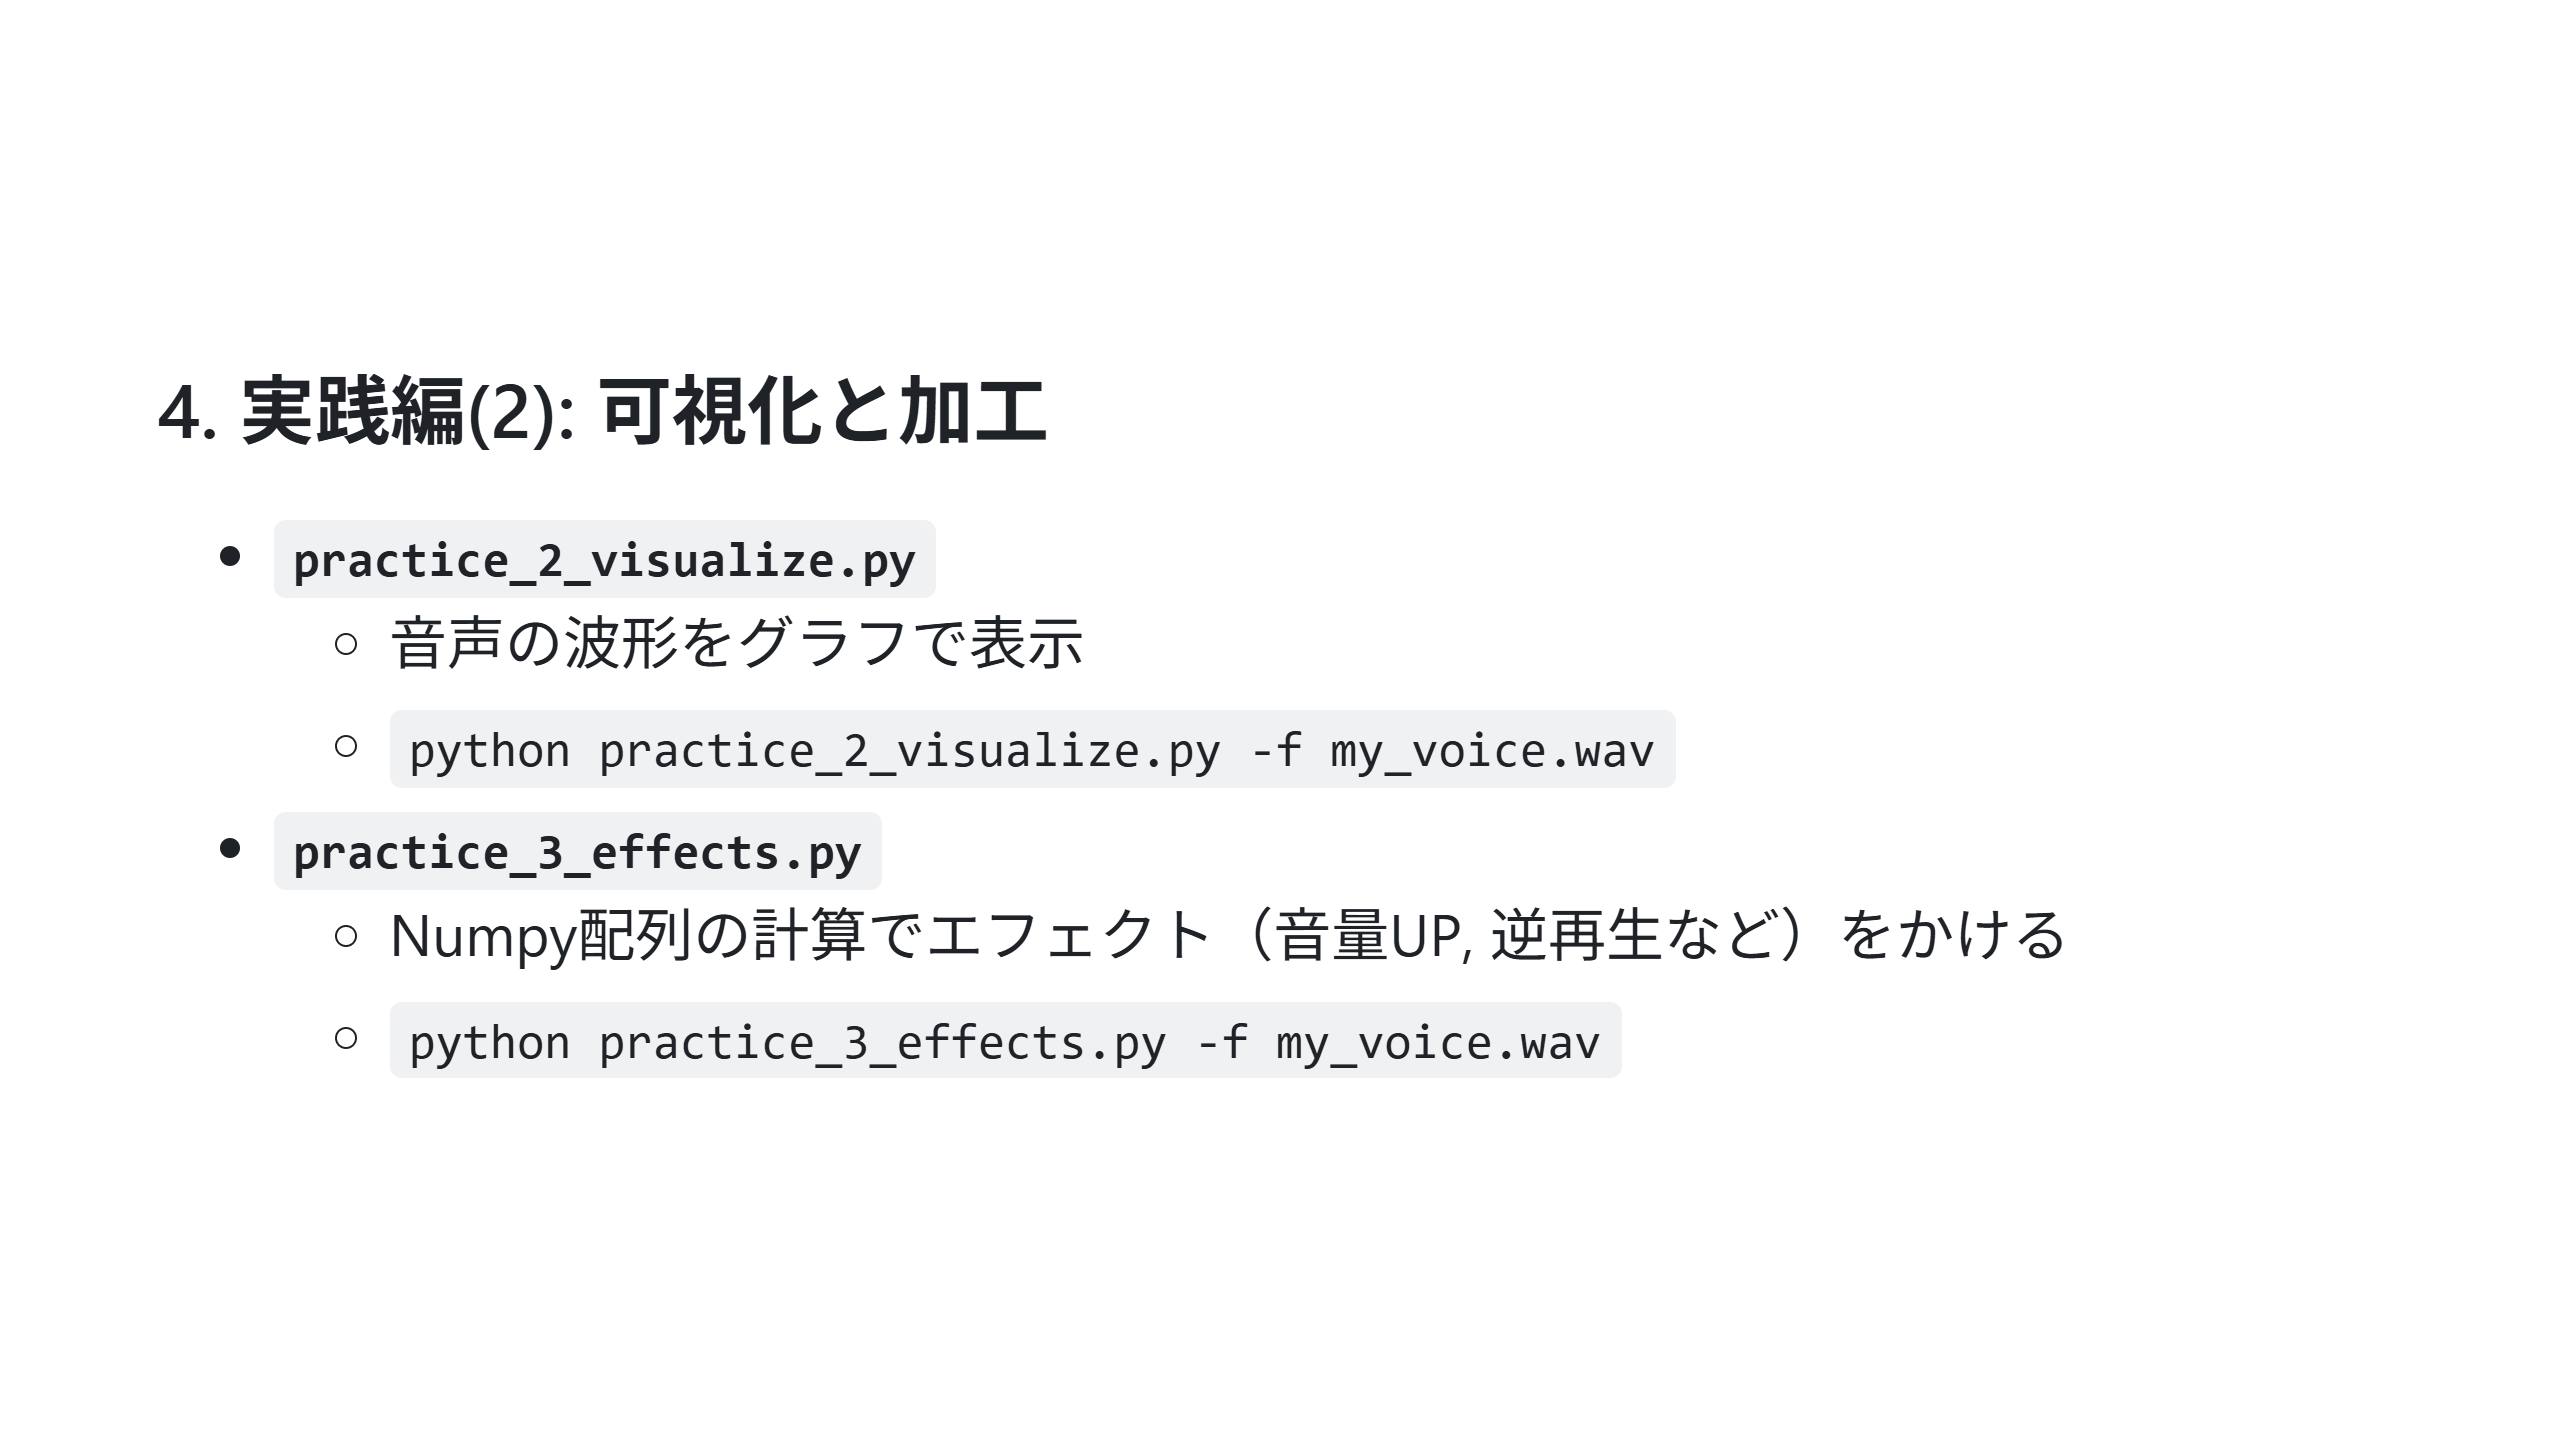 4. 実践編(2): 可視化と加工
practice_2_visualize.py
音声の波形をグラフで表示
python practice_2_visualize.py -f my_voice.wav
practice_3_effects.py
Numpy配列の計算でエフェクト（音量UP, 逆再生など）をかける
python practice_3_effects.py -f my_voice.wav